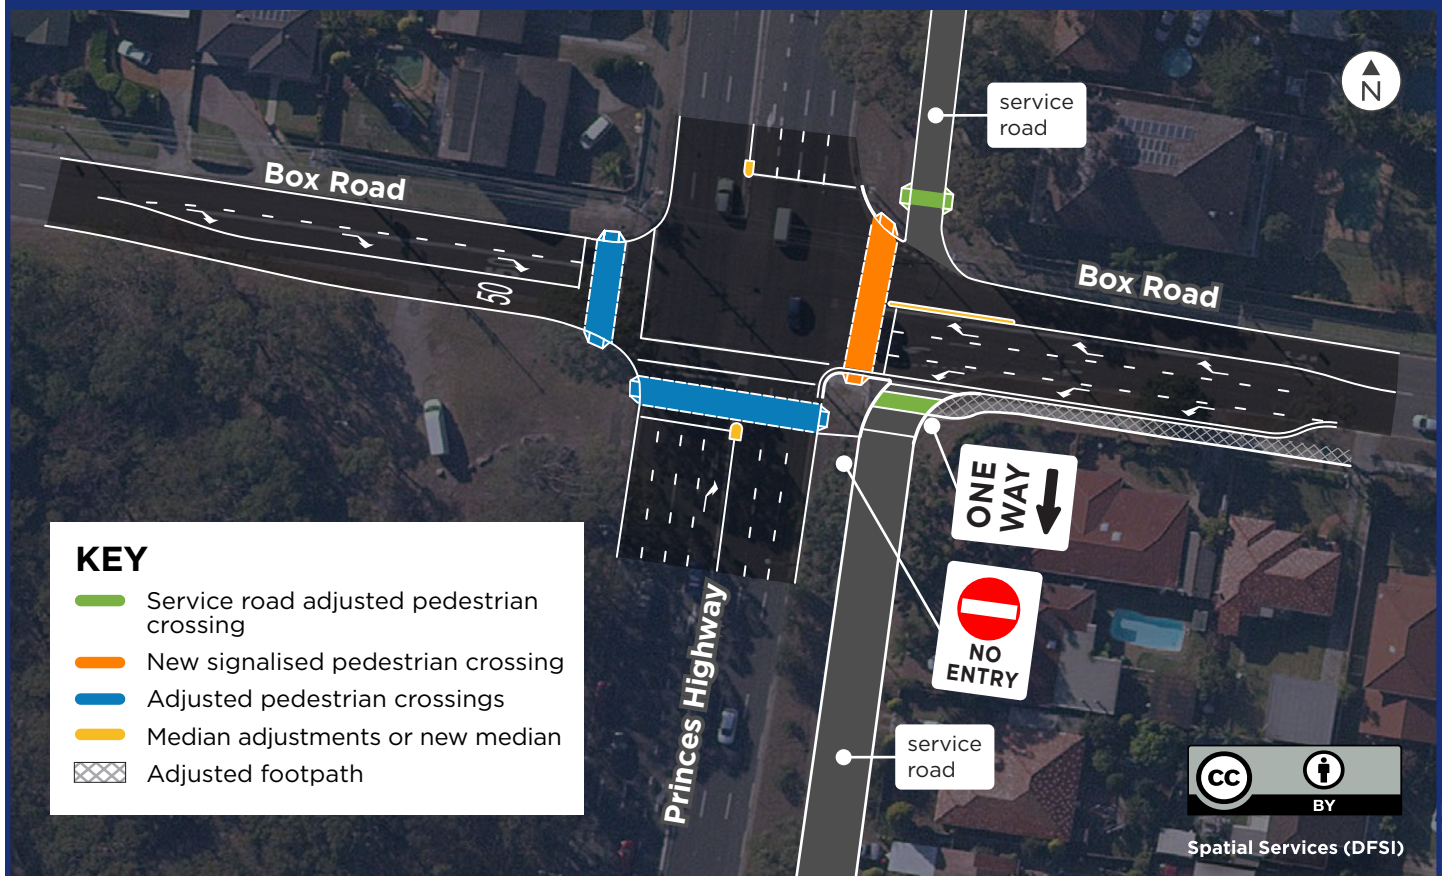 N
service
road
Box Road
Box Road
50
ONE
WAY
NO
ENTRY
Princes Highway
service
road
KEY
Service road adjusted pedestrian
crossing
New signalised pedestrian crossing
Adjusted pedestrian crossings
Median adjustments or new median
Adjusted footpath
cc
BY
Spatial Services (DFSI)